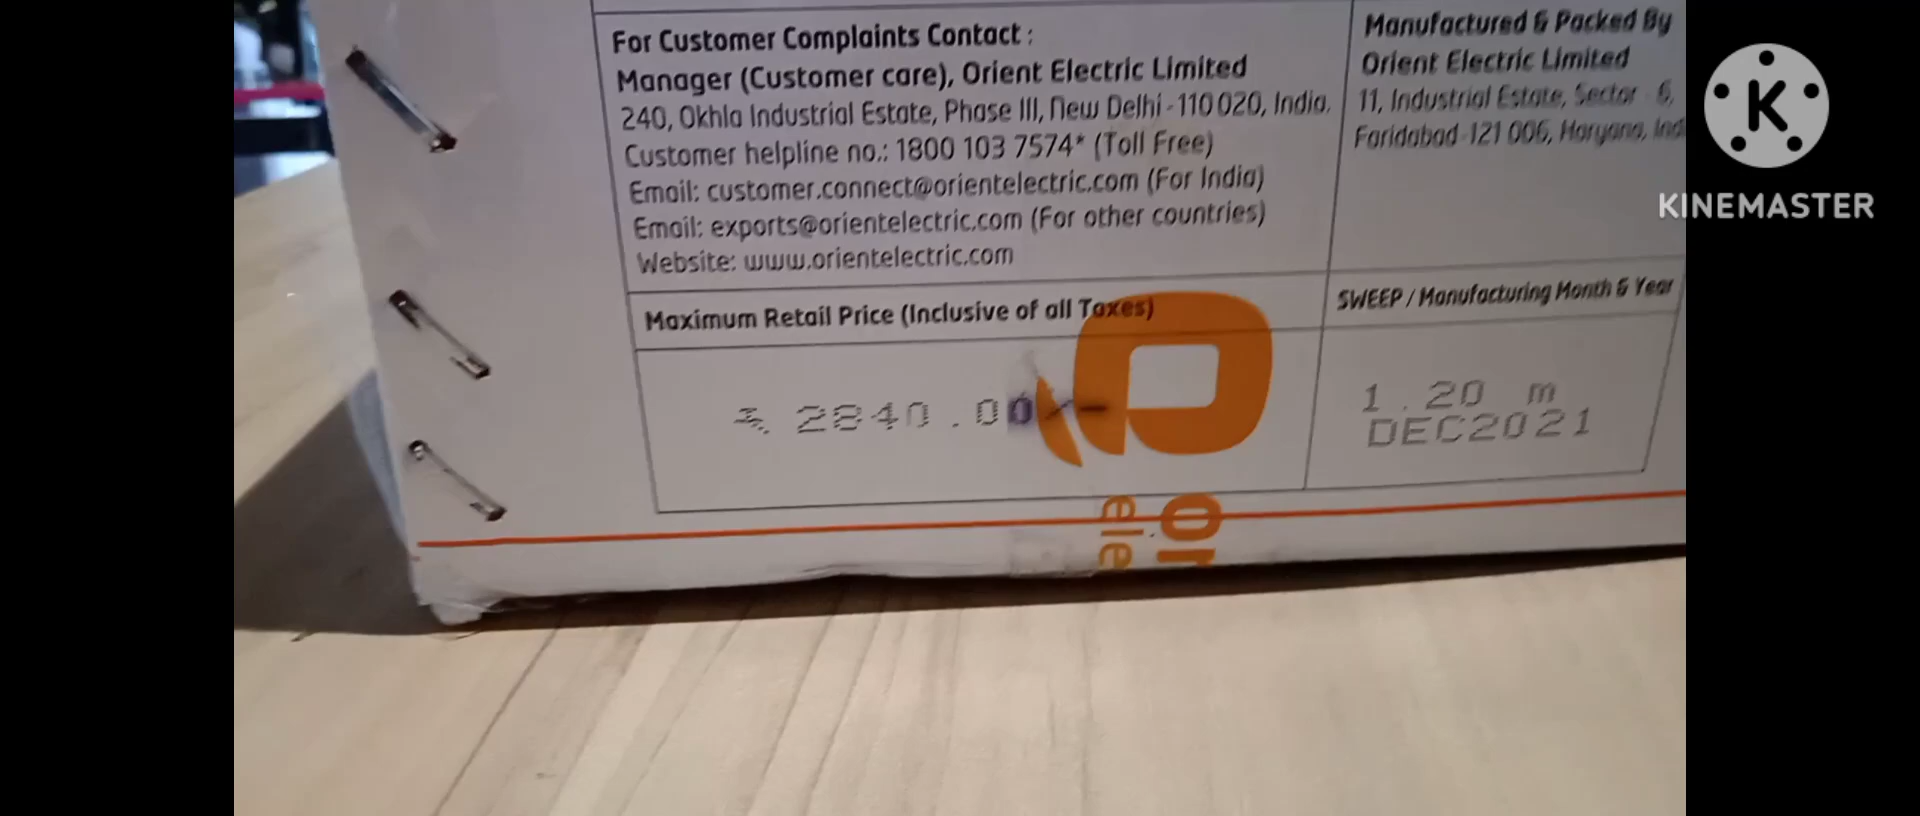 For Customer Complaints Contact :
Manager (Customer care), Orient Electric Limited
240, Okhla Industrial Estate, Phase III, New Delhi - 110 020, India.
Customer helpline no.: 1800 103 7574* (Toll Free)
Email: customer.connect@orientelectric.com (For India)
Email: exports@orientelectric.com (For other countries)
Website: www.orientelectric.com
Manufactured & Packed By
Orient Electric Limited
11, Industrial Estate, Sector - 6,
Faridabad-121 006, Haryana, Ind
Maximum Retail Price (Inclusive of all Taxes)
2840.00
SWEEP / Manufacturing Month & Year
1.20 m
DEC2021
or
ele
KINEMASTER